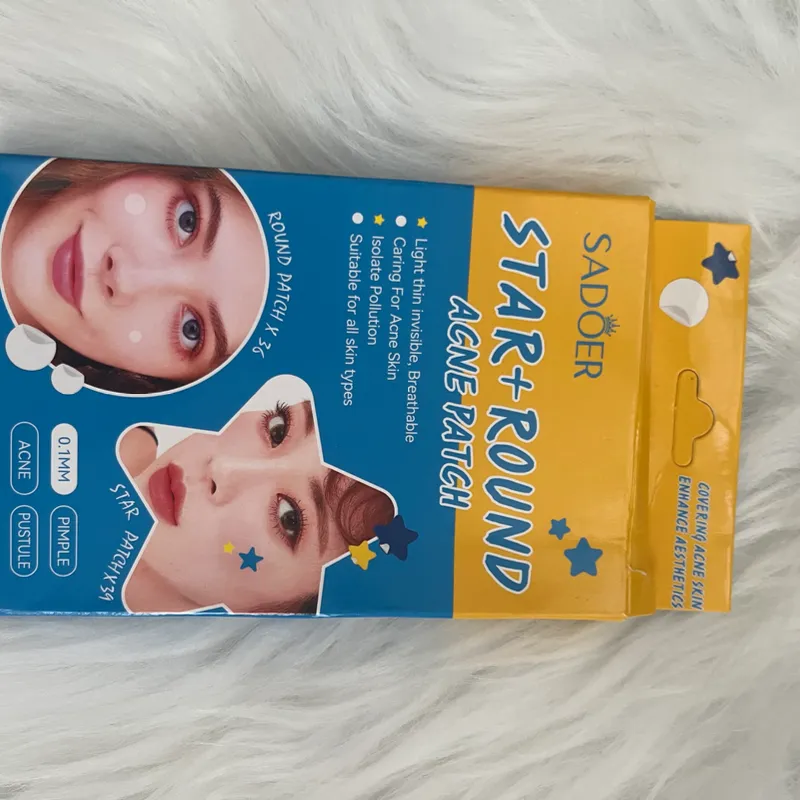 COVERING ACNE SKIN
ENHANCE AESTHETICS
SADOER
STAR+ROUND
ACNE PATCH
Light thin invisible, Breathable
Caring For Acne Skin
Isolate Pollution
Suitable for all skin types
ROUND PATCH X 36
STAR PATCH X 39
0.1MM
PIMPLE
ACNE
PUSTULE